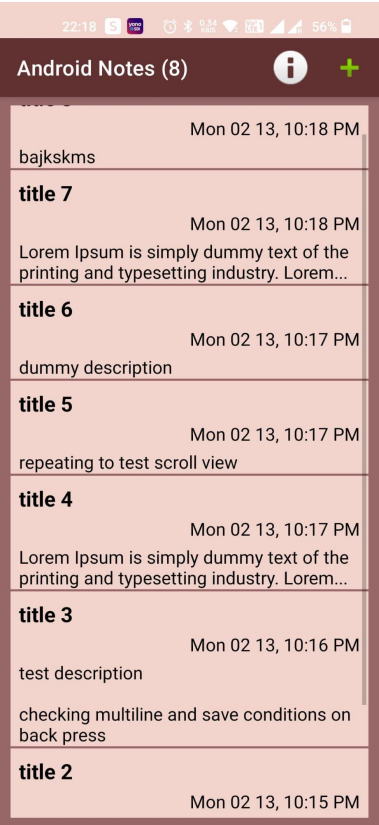 22:18 S yono SBI 0.34 KB/S 56%
Android Notes (8)
Mon 02 13, 10:18 PM
bajkskms
title 7
Mon 02 13, 10:18 PM
Lorem Ipsum is simply dummy text of the
printing and typesetting industry. Lorem...
title 6
Mon 02 13, 10:17 PM
dummy description
title 5
Mon 02 13, 10:17 PM
repeating to test scroll view
title 4
Mon 02 13, 10:17 PM
Lorem Ipsum is simply dummy text of the
printing and typesetting industry. Lorem...
title 3
Mon 02 13, 10:16 PM
test description
checking multiline and save conditions on
back press
title 2
Mon 02 13, 10:15 PM